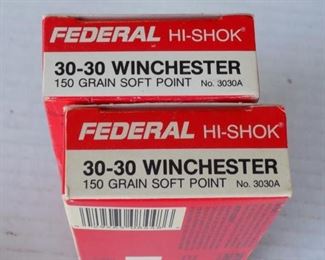 FEDERAL HI-SHOK®
30-30 WINCHESTER
150 GRAIN SOFT POINT No. 3030A
FEDERAL HI-SHOK®
30-30 WINCHESTER
150 GRAIN SOFT POINT No. 3030A